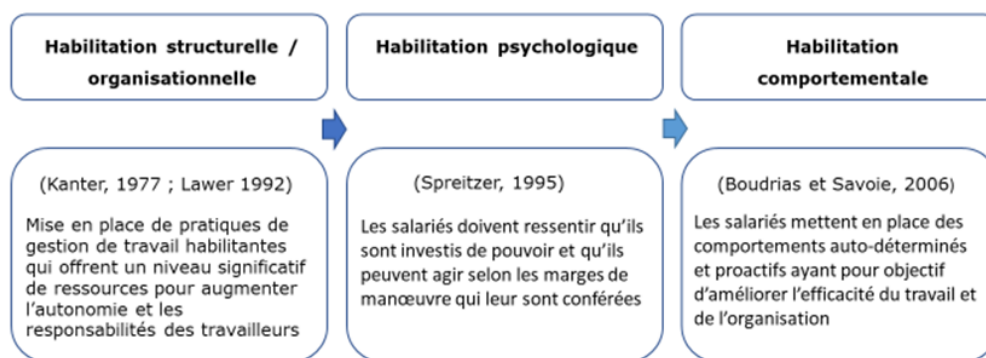 Habilitation structurelle /
organisationnelle
Habilitation psychologique
Habilitation
comportementale
(Kanter, 1977 ; Lawer 1992)
Mise en place de pratiques de
gestion de travail habilitantes
qui offrent un niveau significatif
de ressources pour augmenter
l'autonomie et les
responsabilités des travailleurs
(Spreitzer, 1995)
Les salariés doivent ressentir qu'ils
sont investis de pouvoir et qu'ils
peuvent agir selon les marges de
manœuvre qui leur sont conférées
(Boudrias et Savoie, 2006)
Les salariés mettent en place des
comportements auto-déterminés
et proactifs ayant pour objectif
d'améliorer l'efficacité du travail et
de l'organisation